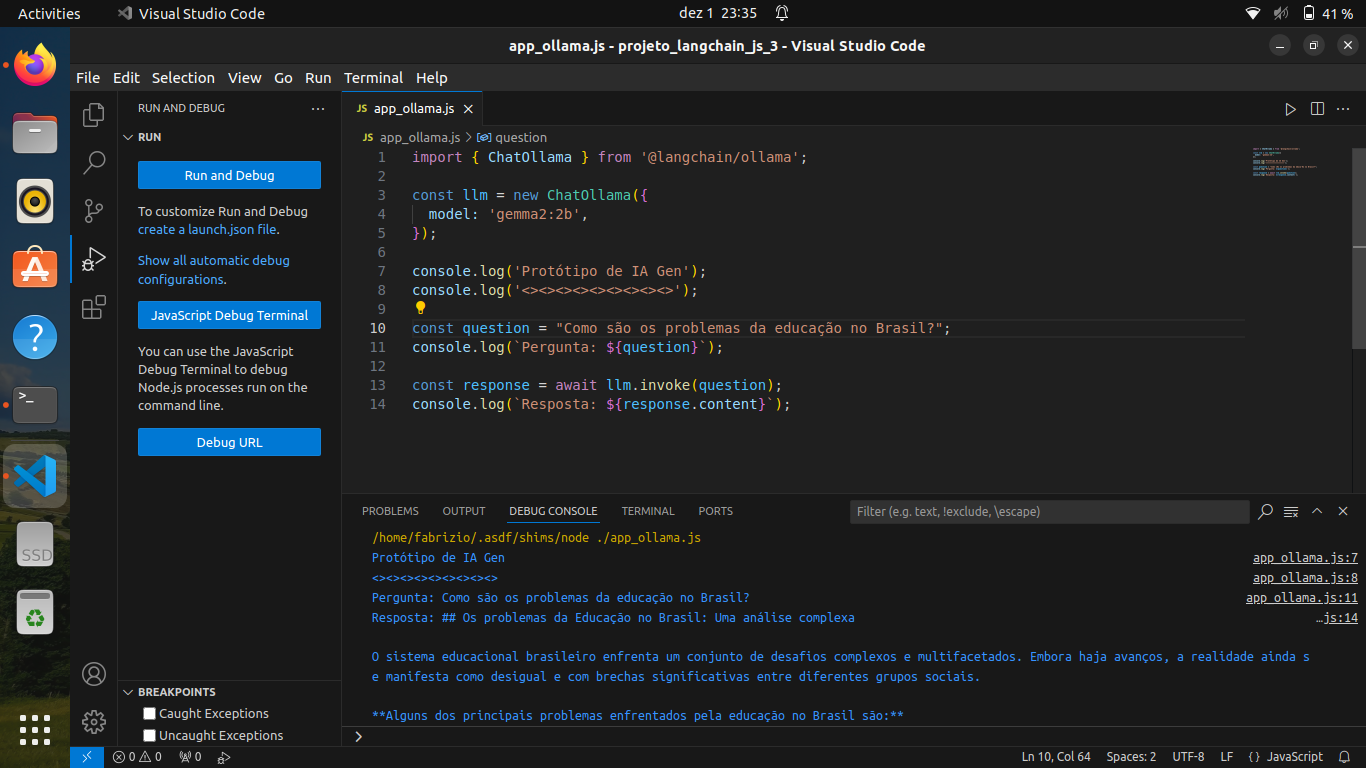 Activities
Visual Studio Code
dez 1 23:35
41 %
app_ollama.js - projeto_langchain_js_3 - Visual Studio Code
File Edit Selection View Go Run Terminal Help
RUN AND DEBUG
RUN
Run and Debug
To customize Run and Debug
create a launch.json file.
Show all automatic debug
configurations.
JavaScript Debug Terminal
You can use the JavaScript
Debug Terminal to debug
Node.js processes run on the
command line.
Debug URL
BREAKPOINTS
Caught Exceptions
Uncaught Exceptions
JS app_ollama.js
JS app_ollama.js > question
1 import { ChatOllama } from '@langchain/ollama';
2
3 const llm = new ChatOllama({
4   model: 'gemma2:2b',
5 });
6
7 console.log('Protótipo de IA Gen');
8 console.log('<><><><><><><><><>');
9
10 const question = "Como são os problemas da educação no Brasil?";
11 console.log(`Pergunta: ${question}`);
12
13 const response = await llm.invoke(question);
14 console.log(`Resposta: ${response.content}`);
PROBLEMS OUTPUT DEBUG CONSOLE TERMINAL PORTS
Filter (e.g. text, !exclude, \escape)
/home/fabrizio/.asdf/shims/node ./app_ollama.js
Protótipo de IA Gen app_ollama.js:7
<><><><><><><><><> app_ollama.js:8
Pergunta: Como são os problemas da educação no Brasil? app_ollama.js:11
Resposta: ## Os problemas da Educação no Brasil: Uma análise complexa …js:14
O sistema educacional brasileiro enfrenta um conjunto de desafios complexos e multifacetados. Embora haja avanços, a realidade ainda s
e manifesta como desigual e com brechas significativas entre diferentes grupos sociais.
**Alguns dos principais problemas enfrentados pela educação no Brasil são:**
SSD
0 0 0
Ln 10, Col 64 Spaces: 2 UTF-8 LF {} JavaScript